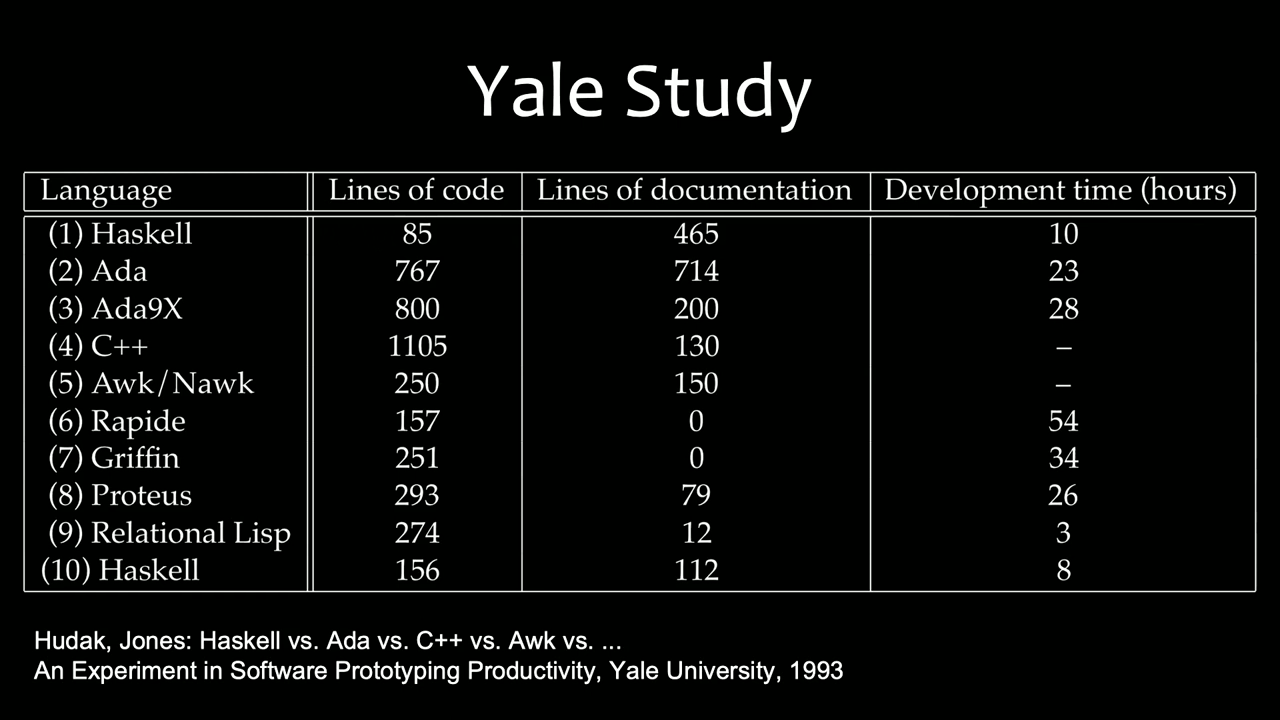 Yale Study
Language Lines of code Lines of documentation Development time (hours)
(1) Haskell 85 465 10
(2) Ada 767 714 23
(3) Ada9X 800 200 28
(4) C++ 1105 130 –
(5) Awk/Nawk 250 150 –
(6) Rapide 157 0 54
(7) Griffin 251 0 34
(8) Proteus 293 79 26
(9) Relational Lisp 274 12 3
(10) Haskell 156 112 8
Hudak, Jones: Haskell vs. Ada vs. C++ vs. Awk vs. ...
An Experiment in Software Prototyping Productivity, Yale University, 1993